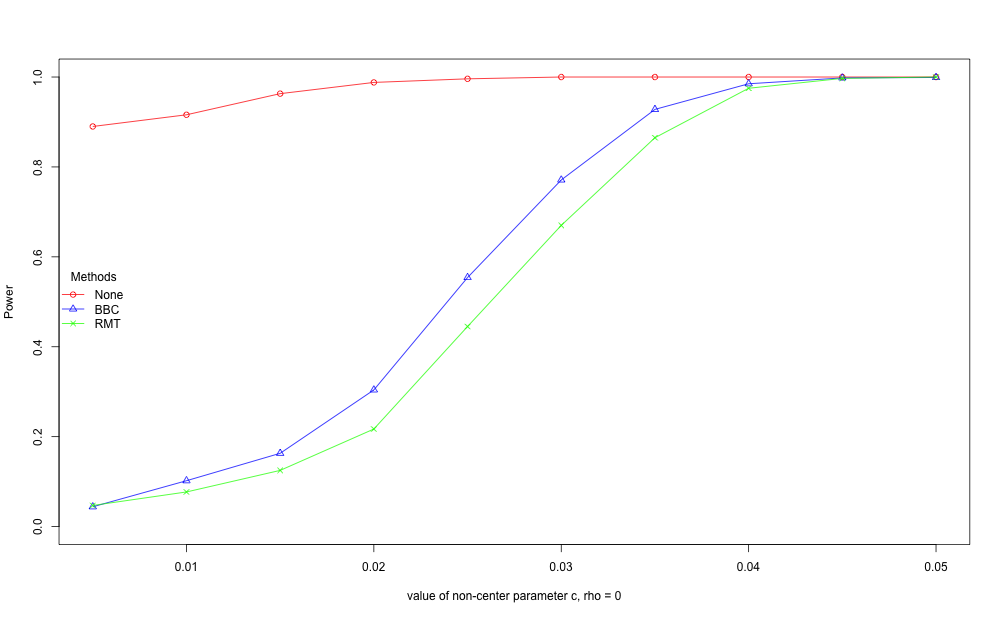 1.0
0.8
0.6
0.4
0.2
0.0
Power
Methods
None
BBC
RMT
0.01 0.02 0.03 0.04 0.05
value of non-center parameter c, rho = 0